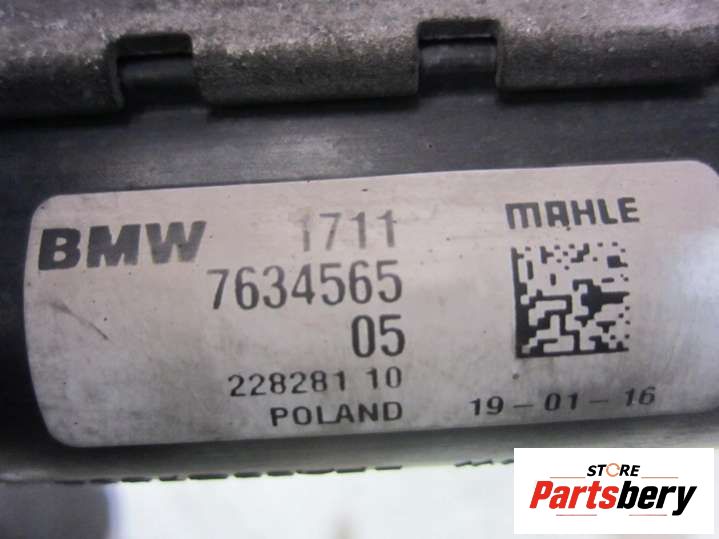 BMW 1711 MAHLE
7634565
05
228281 10
POLAND 19-01-16
STORE
Partsbery